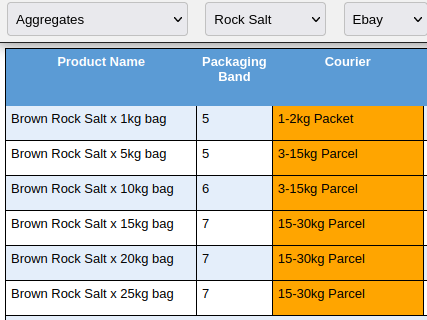 Aggregates Rock Salt Ebay
Product Name Packaging Band Courier
Brown Rock Salt x 1kg bag 5 1-2kg Packet
Brown Rock Salt x 5kg bag 5 3-15kg Parcel
Brown Rock Salt x 10kg bag 6 3-15kg Parcel
Brown Rock Salt x 15kg bag 7 15-30kg Parcel
Brown Rock Salt x 20kg bag 7 15-30kg Parcel
Brown Rock Salt x 25kg bag 7 15-30kg Parcel